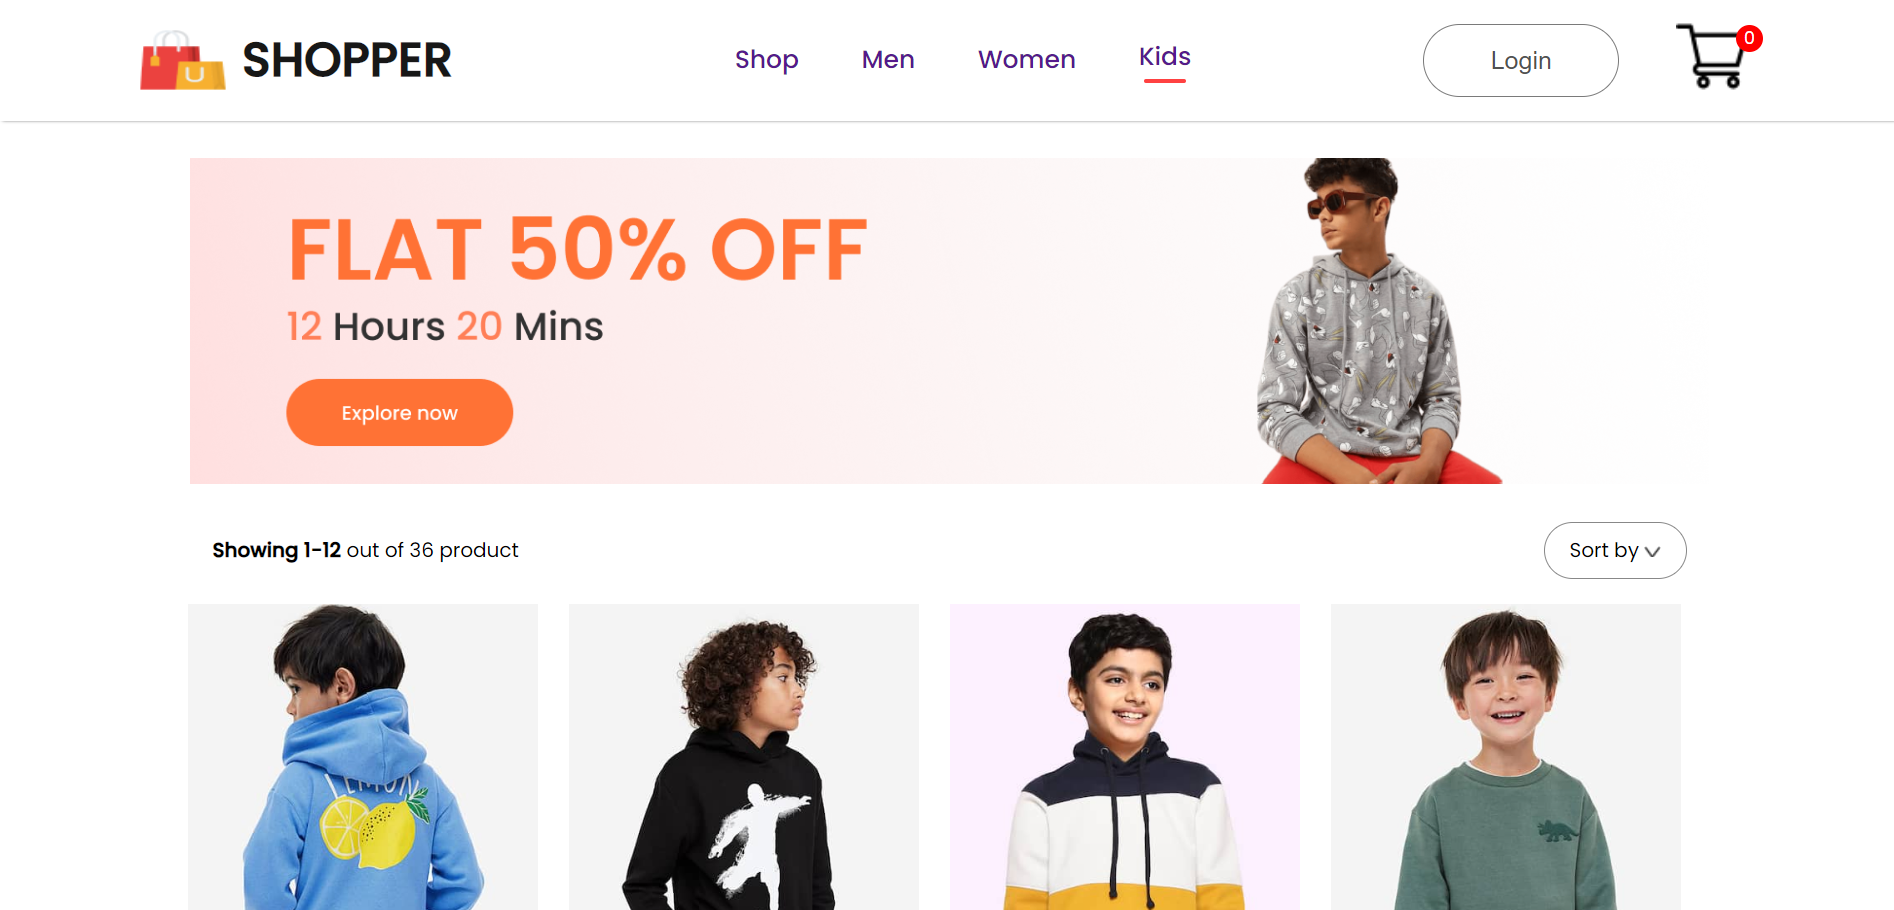 SHOPPER
Shop
Men
Women
Kids
Login
0
FLAT 50% OFF
12 Hours 20 Mins
Explore now
Showing 1-12 out of 36 product
Sort by
LEMON